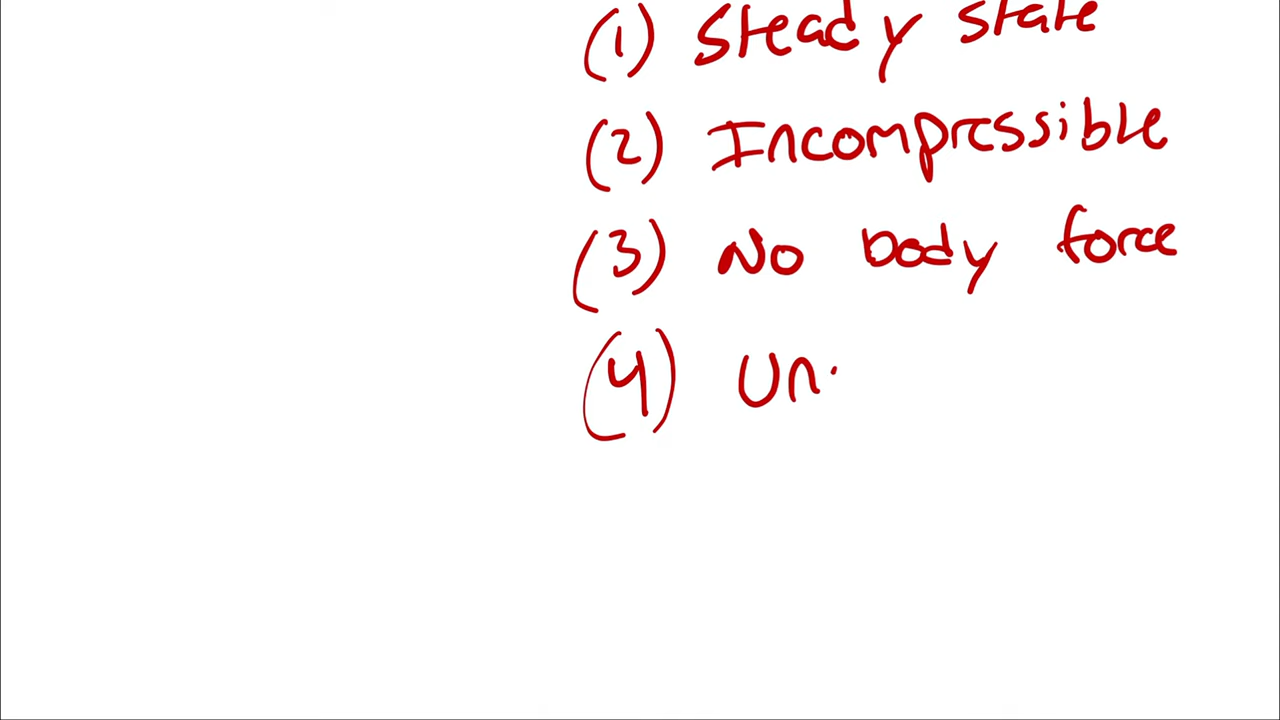 (1) Steady state
(2) Incompressible
(3) No body force
(4) Un